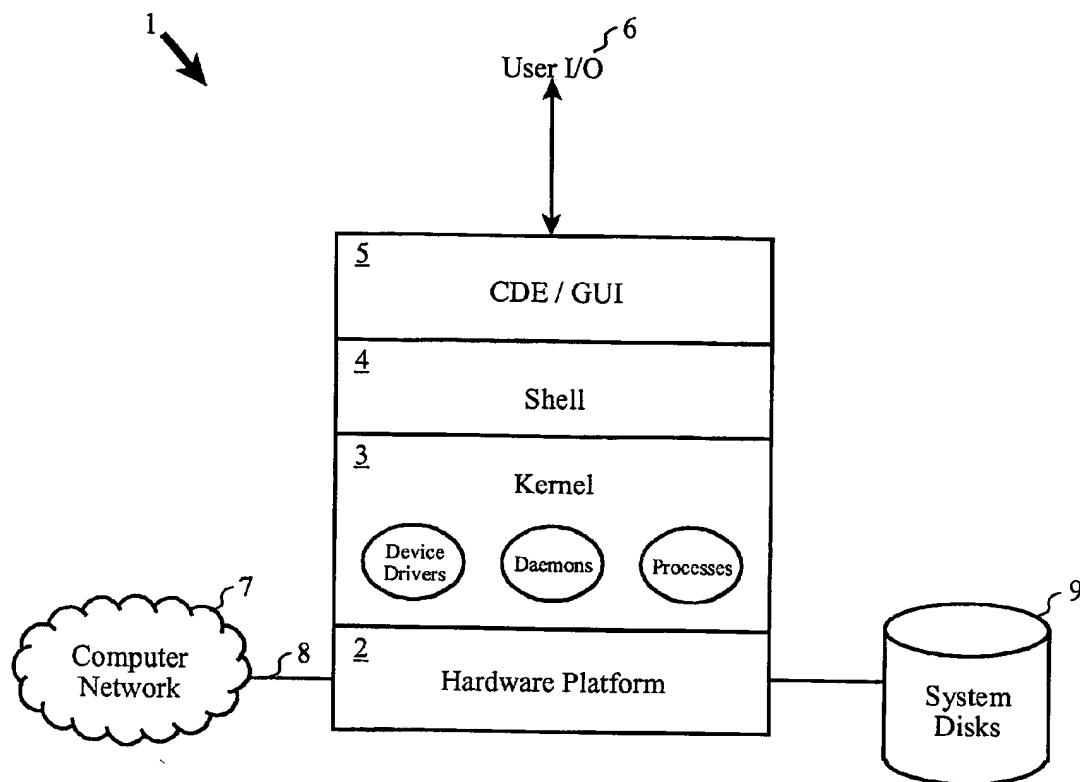 1
6
User I/O
5
CDE / GUI
4
Shell
3
Kernel
Device
Drivers
Daemons
Processes
7
Computer
Network
8
2
Hardware Platform
9
System
Disks